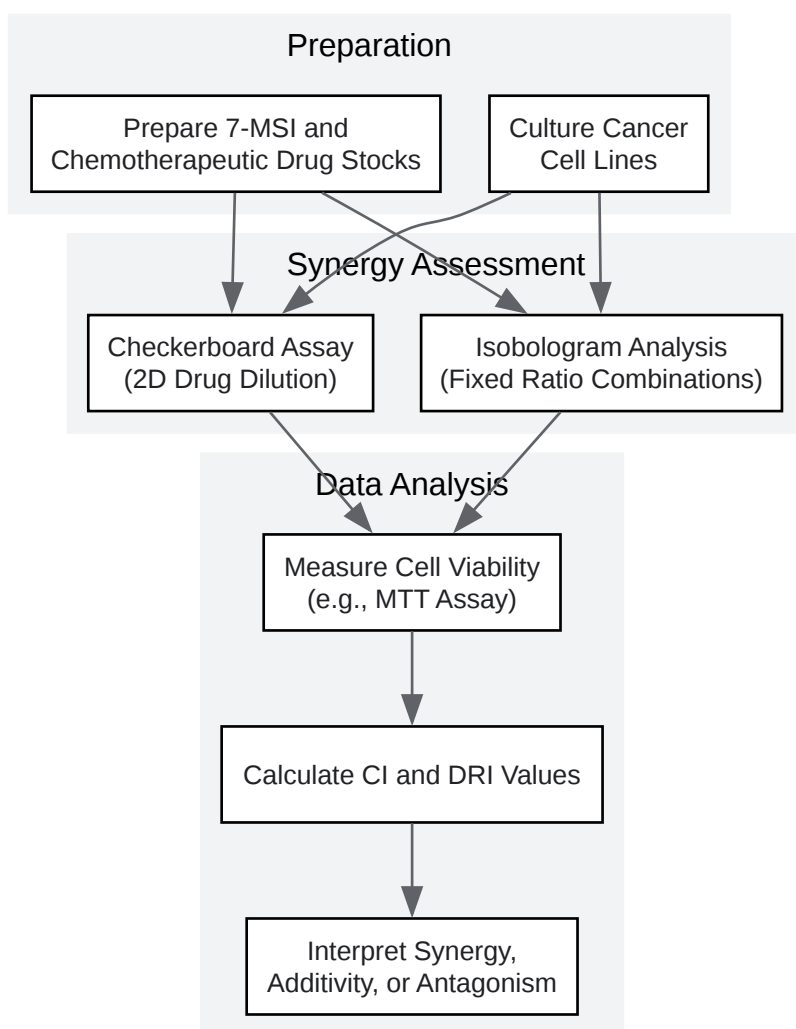 Preparation
Prepare 7-MSI and
Chemotherapeutic Drug Stocks
Culture Cancer
Cell Lines
Synergy Assessment
Checkerboard Assay
(2D Drug Dilution)
Isobologram Analysis
(Fixed Ratio Combinations)
Data Analysis
Measure Cell Viability
(e.g., MTT Assay)
Calculate CI and DRI Values
Interpret Synergy,
Additivity, or Antagonism